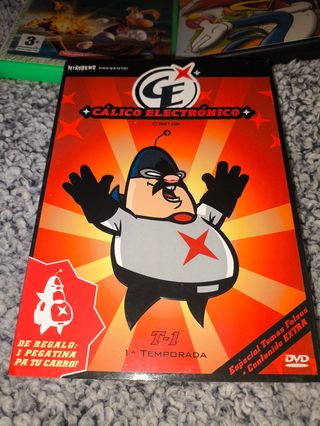 3
NIKODEMO PRESENTA:
CE
CÁLICO ELECTRÓNICO
DE REGALO:
1 PEGATINA
PA TU CARRO!
T-1
1ª TEMPORADA
Especial Tomas Falsas
+ Contenido EXTRA
DVD